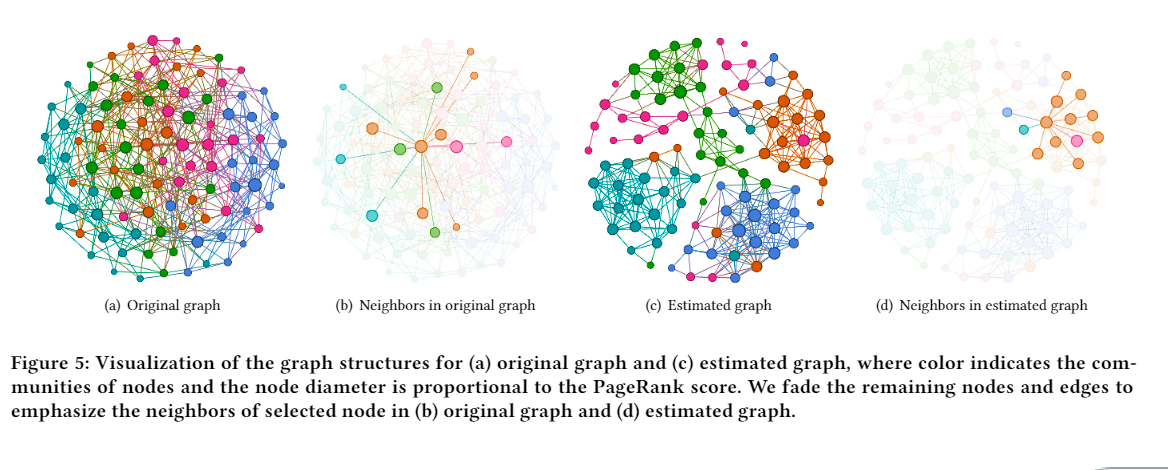 (a) Original graph
(b) Neighbors in original graph
(c) Estimated graph
(d) Neighbors in estimated graph
Figure 5: Visualization of the graph structures for (a) original graph and (c) estimated graph, where color indicates the com-
munities of nodes and the node diameter is proportional to the PageRank score. We fade the remaining nodes and edges to
emphasize the neighbors of selected node in (b) original graph and (d) estimated graph.